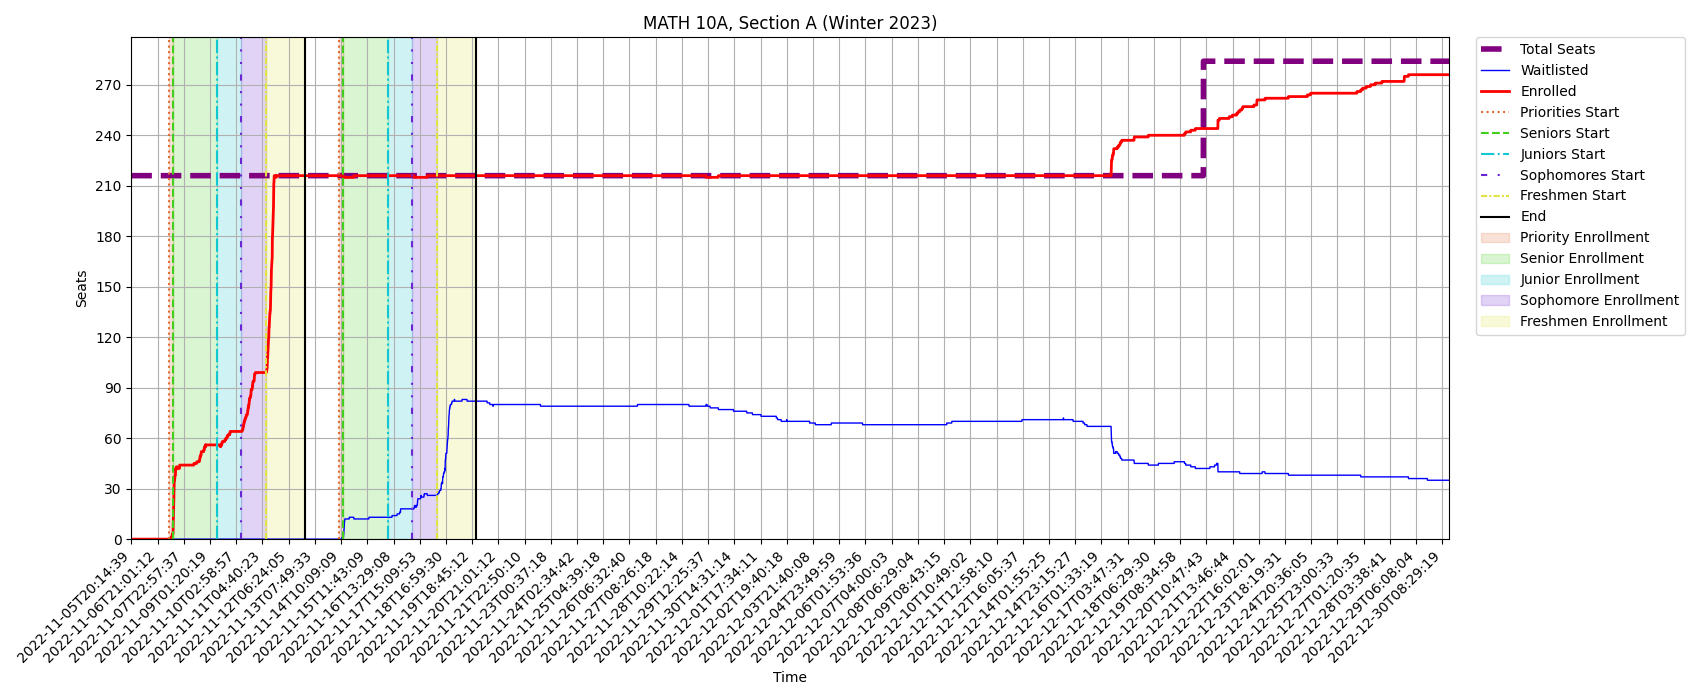 MATH 10A, Section A (Winter 2023)
Seats
270
240
210
180
150
120
90
60
30
0
2022-11-05T20:14:39
2022-11-06T21:01:12
2022-11-07T22:57:37
2022-11-09T01:20:19
2022-11-10T02:58:57
2022-11-11T04:40:23
2022-11-12T06:24:05
2022-11-13T07:49:33
2022-11-14T10:09:09
2022-11-15T11:43:09
2022-11-16T13:29:08
2022-11-17T15:09:53
2022-11-18T16:59:30
2022-11-19T18:45:12
2022-11-20T21:01:12
2022-11-21T22:50:10
2022-11-23T00:37:18
2022-11-24T02:34:42
2022-11-25T04:39:18
2022-11-26T06:32:40
2022-11-27T08:26:18
2022-11-28T10:22:14
2022-11-29T12:25:37
2022-11-30T14:31:14
2022-12-01T17:34:11
2022-12-02T19:40:18
2022-12-03T21:40:08
2022-12-04T23:49:59
2022-12-06T01:53:36
2022-12-07T04:00:03
2022-12-08T06:29:04
2022-12-09T08:43:15
2022-12-10T10:49:02
2022-12-11T12:58:10
2022-12-12T16:05:37
2022-12-14T01:55:25
2022-12-14T23:15:27
2022-12-16T01:33:19
2022-12-17T03:47:31
2022-12-18T06:29:30
2022-12-19T08:34:58
2022-12-20T10:47:43
2022-12-21T13:46:44
2022-12-22T16:02:01
2022-12-23T18:19:31
2022-12-24T20:36:05
2022-12-25T23:00:33
2022-12-27T01:20:35
2022-12-28T03:38:41
2022-12-29T06:08:04
2022-12-30T08:29:19
Time
Total Seats
Waitlisted
Enrolled
Priorities Start
Seniors Start
Juniors Start
Sophomores Start
Freshmen Start
End
Priority Enrollment
Senior Enrollment
Junior Enrollment
Sophomore Enrollment
Freshmen Enrollment